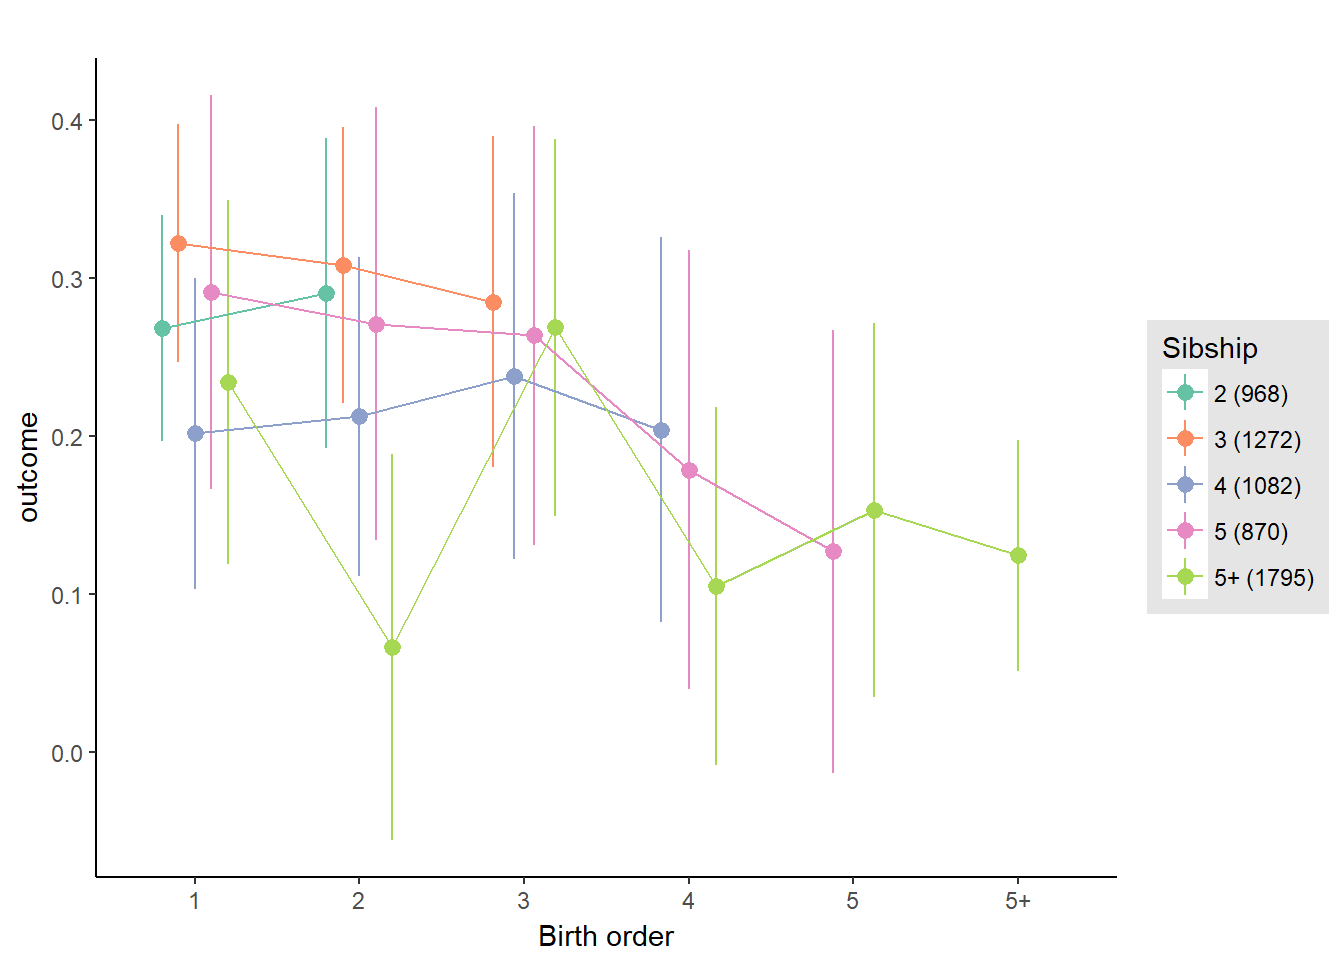 0.4
0.3
0.2
0.1
0.0
outcome
1 2 3 4 5 5+
Birth order
Sibship
2 (968)
3 (1272)
4 (1082)
5 (870)
5+ (1795)